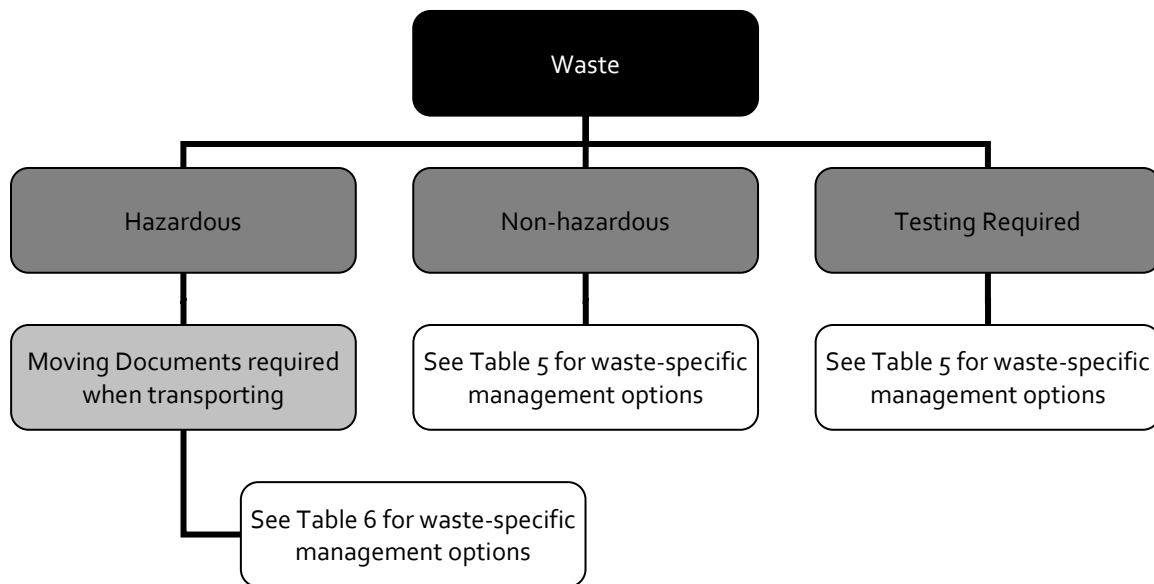 Waste
Hazardous
Non-hazardous
Testing Required
Moving Documents required
when transporting
See Table 5 for waste-specific
management options
See Table 5 for waste-specific
management options
See Table 6 for waste-specific
management options